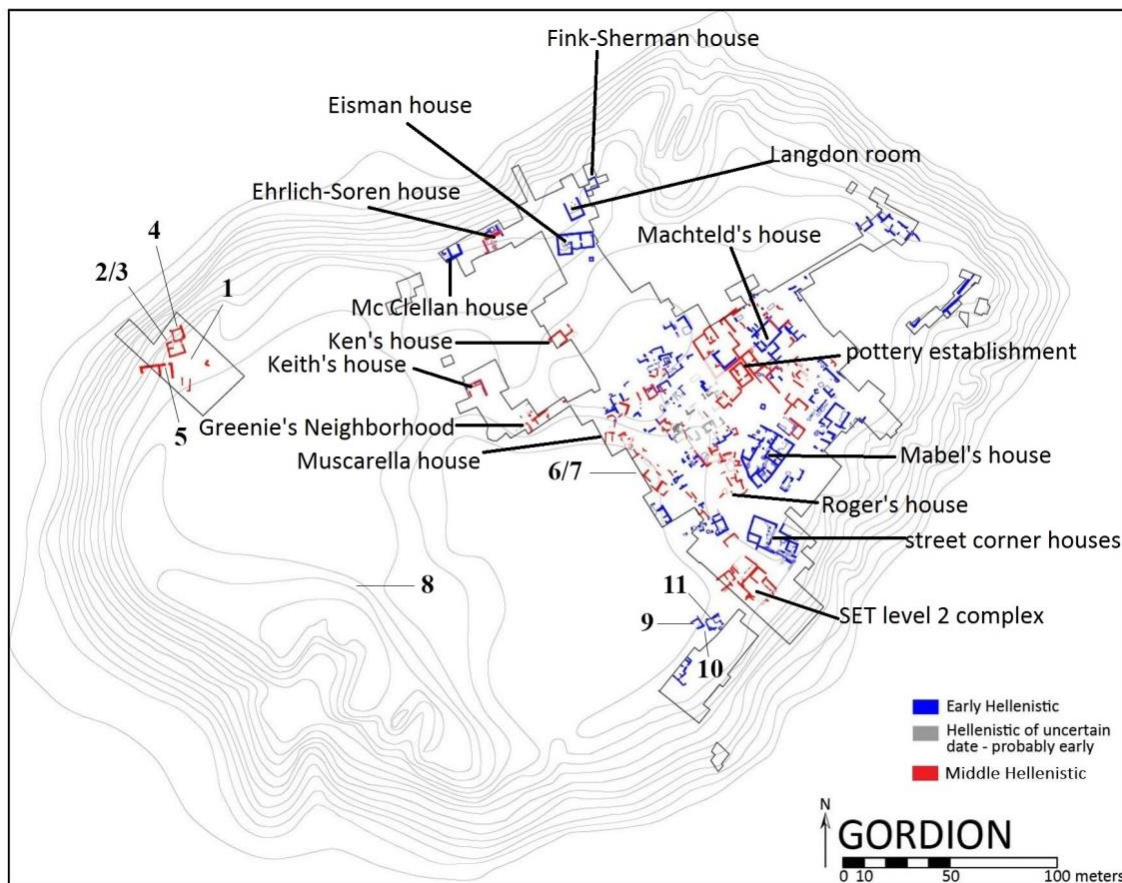 Fink-Sherman house
Eisman house
Langdon room
Ehrlich-Soren house
Machteld's house
4
2/3
1
Mc Clellan house
Ken's house
pottery establishment
Keith's house
5
Greenie's Neighborhood
Muscarella house
Mabel's house
6/7
Roger's house
street corner houses
8
11
SET level 2 complex
9
10
Early Hellenistic
Hellenistic of uncertain
date - probably early
Middle Hellenistic
N
GORDION
0 10 50 100 meters